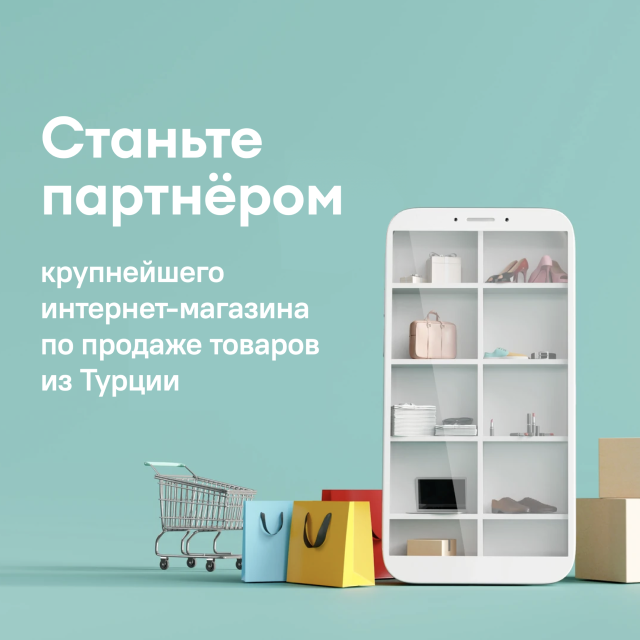 Станьте
партнёром
крупнейшего
интернет-магазина
по продаже товаров
из Турции